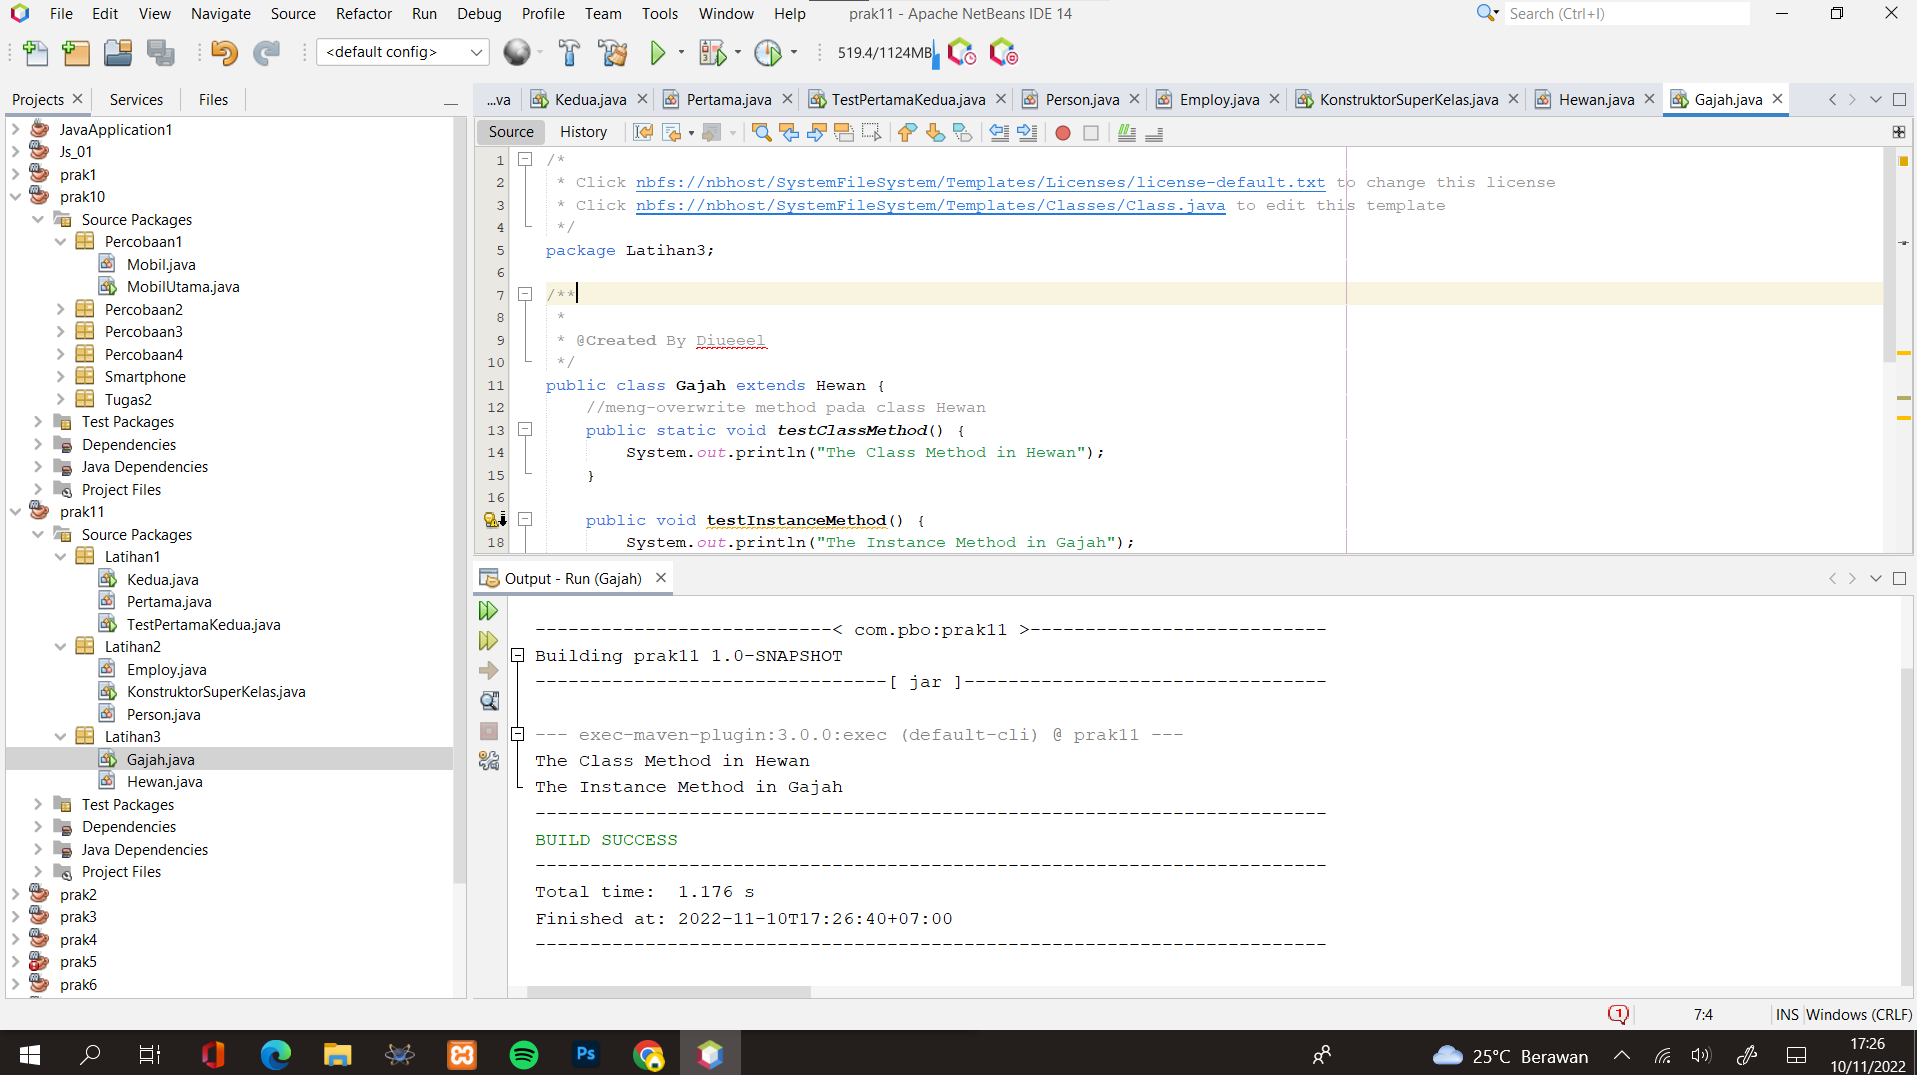 File Edit View Navigate Source Refactor Run Debug Profile Team Tools Window Help prak11 - Apache NetBeans IDE 14 Search (Ctrl+I)
<default config> 519.4/1124MB
Projects Services Files
...va Kedua.java Pertama.java TestPertamaKedua.java Person.java Employ.java KonstruktorSuperKelas.java Hewan.java Gajah.java
Source History
JavaApplication1
Js_01
prak1
prak10
Source Packages
Percobaan1
Mobil.java
MobilUtama.java
Percobaan2
Percobaan3
Percobaan4
Smartphone
Tugas2
Test Packages
Dependencies
Java Dependencies
Project Files
prak11
Source Packages
Latihan1
Kedua.java
Pertama.java
TestPertamaKedua.java
Latihan2
Employ.java
KonstruktorSuperKelas.java
Person.java
Latihan3
Gajah.java
Hewan.java
Test Packages
Dependencies
Java Dependencies
Project Files
prak2
prak3
prak4
prak5
prak6
1 /*
2 * Click nbfs://nbhost/SystemFileSystem/Templates/Licenses/license-default.txt to change this license
3 * Click nbfs://nbhost/SystemFileSystem/Templates/Classes/Class.java to edit this template
4 */
5 package Latihan3;
6
7 /**
8 *
9 * @Created By Diueeel
10 */
11 public class Gajah extends Hewan {
12 //meng-overwrite method pada class Hewan
13 public static void testClassMethod() {
14 System.out.println("The Class Method in Hewan");
15 }
16
public void testInstanceMethod() {
18 System.out.println("The Instance Method in Gajah");
Output - Run (Gajah)
---------------------------< com.pbo:prak11 >---------------------------
Building prak11 1.0-SNAPSHOT
--------------------------------[ jar ]---------------------------------
--- exec-maven-plugin:3.0.0:exec (default-cli) @ prak11 ---
The Class Method in Hewan
The Instance Method in Gajah
------------------------------------------------------------------------
BUILD SUCCESS
------------------------------------------------------------------------
Total time: 1.176 s
Finished at: 2022-11-10T17:26:40+07:00
------------------------------------------------------------------------
1 7:4 INS Windows (CRLF)
Ps 25°C Berawan 17:26
10/11/2022